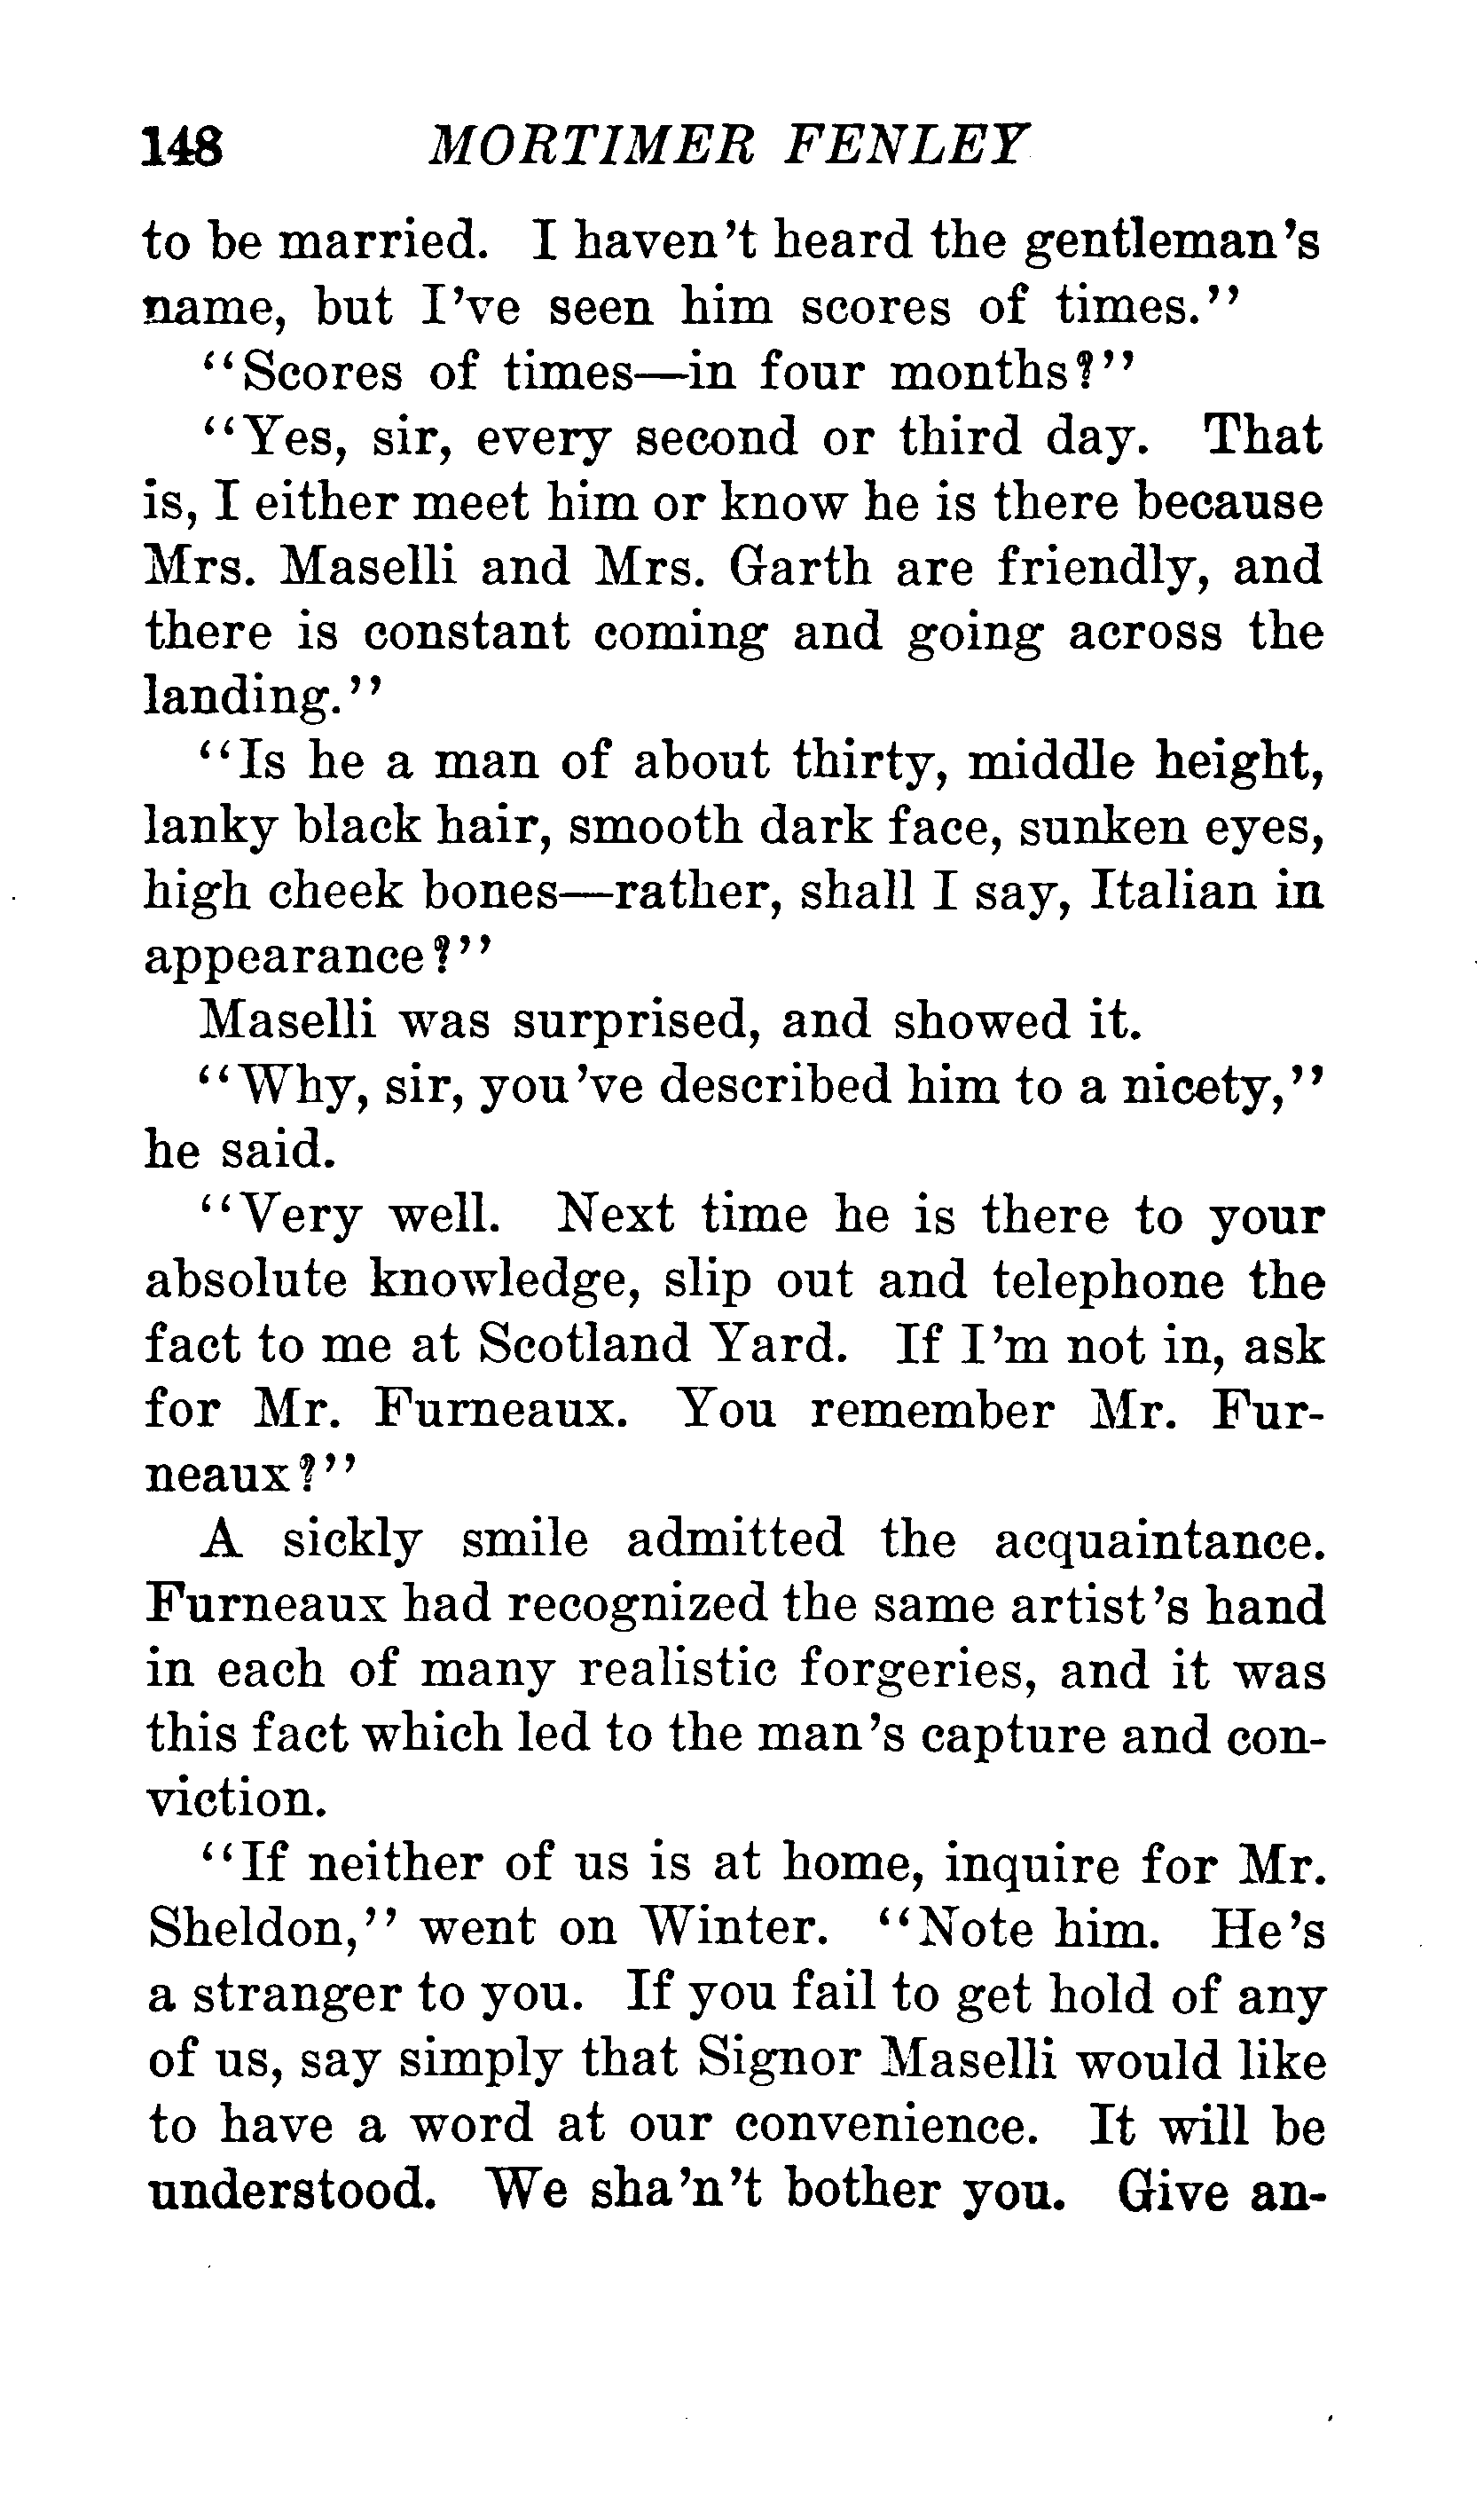 148 MORTIMER FENLEY
to be married. I haven't heard the gentleman's
name, but I've seen him scores of times."
"Scores of times—in four months?"
"Yes, sir, every second or third day. That
is, I either meet him or know he is there because
Mrs. Maselli and Mrs. Garth are friendly, and
there is constant coming and going across the
landing."
"Is he a man of about thirty, middle height,
lanky black hair, smooth dark face, sunken eyes,
high cheek bones—rather, shall I say, Italian in
appearance?"
Maselli was surprised, and showed it.
"Why, sir, you've described him to a nicety,"
he said.
"Very well. Next time he is there to your
absolute knowledge, slip out and telephone the
fact to me at Scotland Yard. If I'm not in, ask
for Mr. Furneaux. You remember Mr. Fur-
neaux?"
A sickly smile admitted the acquaintance.
Furneaux had recognized the same artist's hand
in each of many realistic forgeries, and it was
this fact which led to the man's capture and con-
viction.
"If neither of us is at home, inquire for Mr.
Sheldon," went on Winter. "Note him. He's
a stranger to you. If you fail to get hold of any
of us, say simply that Signor Maselli would like
to have a word at our convenience. It will be
understood. We sha'n't bother you. Give an-